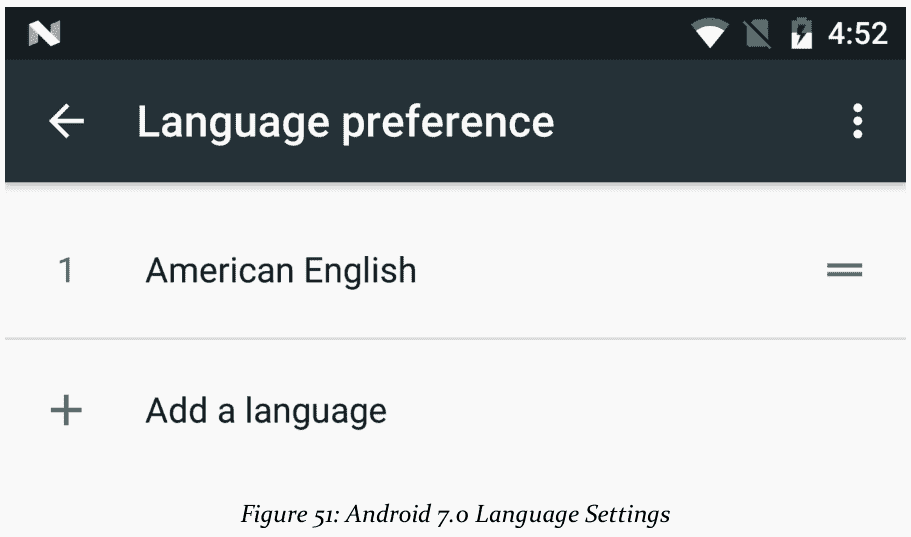 4:52
Language preference
1 American English
Add a language
Figure 51: Android 7.0 Language Settings